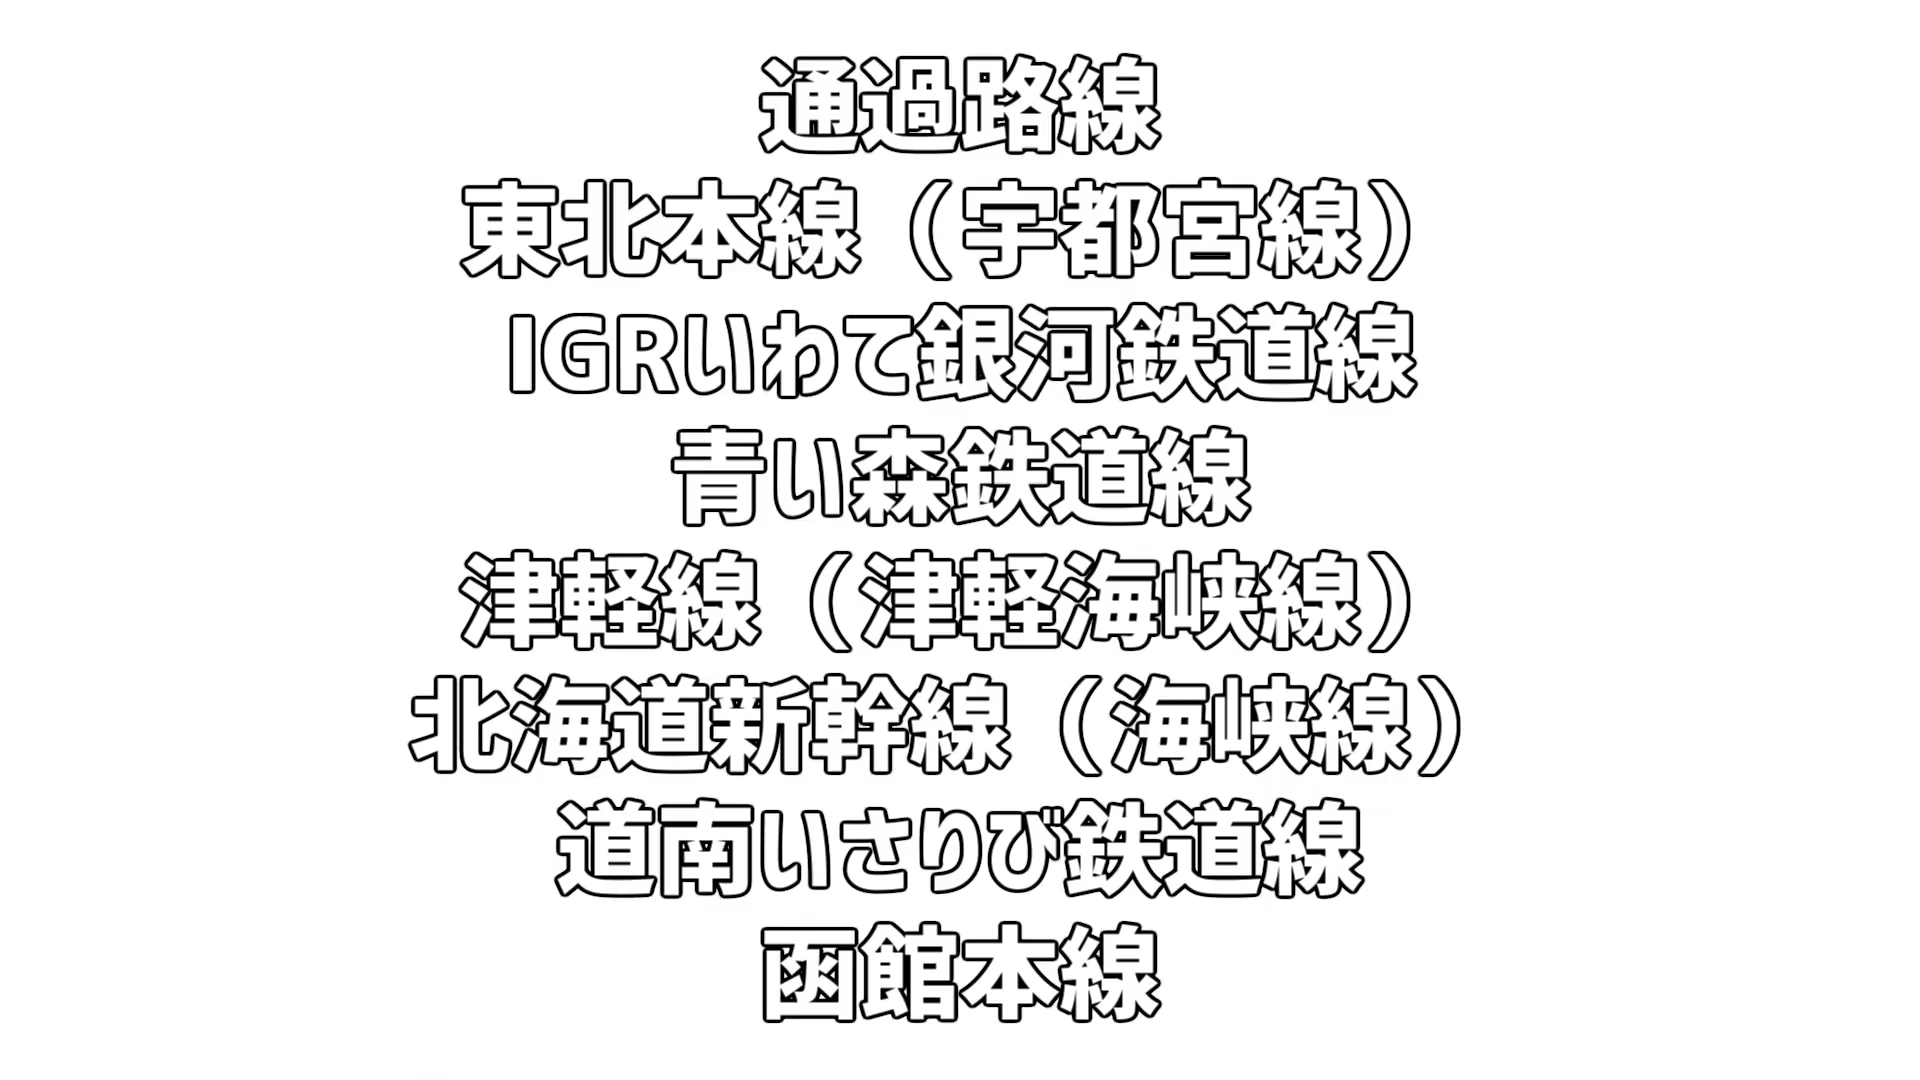 通過路線
東北本線（宇都宮線）
IGRいわて銀河鉄道線
青い森鉄道線
津軽線（津軽海峡線）
北海道新幹線（海峡線）
道南いさりび鉄道線
函館本線